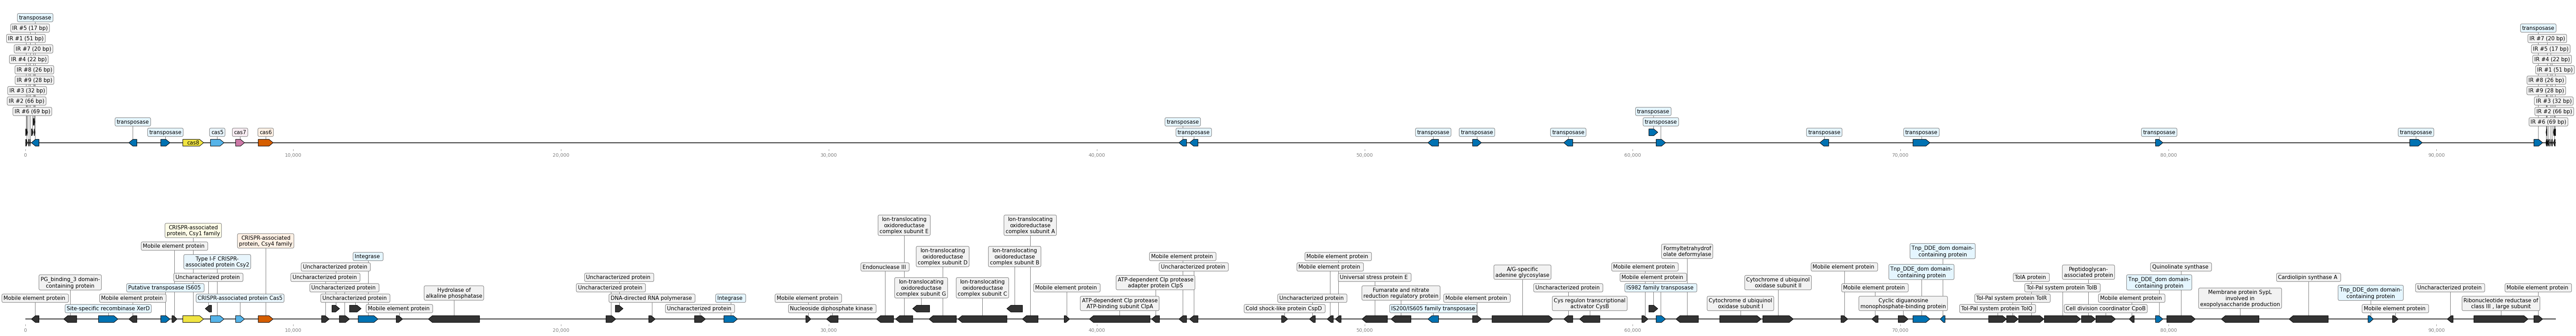 transposase
IR #5 (17 bp)
IR #1 (51 bp)
IR #7 (20 bp)
IR #4 (22 bp)
IR #8 (26 bp)
IR #9 (28 bp)
IR #3 (32 bp)
IR #2 (66 bp)
IR #6 (69 bp)
transposase
transposase
cas8
cas5
cas7
cas6
transposase
transposase
transposase
transposase
transposase
transposase
transposase
transposase
transposase
transposase
transposase
transposase
IR #7 (20 bp)
IR #5 (17 bp)
IR #4 (22 bp)
IR #1 (51 bp)
IR #8 (26 bp)
IR #9 (28 bp)
IR #3 (32 bp)
IR #2 (66 bp)
IR #6 (69 bp)
0
10,000
20,000
30,000
40,000
50,000
60,000
70,000
80,000
90,000
Mobile element protein
PG_binding_3 domain-
containing protein
Site-specific recombinase XerD
Mobile element protein
Putative transposase IS605
Mobile element protein
CRISPR-associated
protein, Csy1 family
Uncharacterized protein
Type I-F CRISPR-
associated protein Csy2
CRISPR-associated protein Cas5
CRISPR-associated
protein, Csy4 family
Uncharacterized protein
Uncharacterized protein
Uncharacterized protein
Uncharacterized protein
Integrase
Mobile element protein
Hydrolase of
alkaline phosphatase
Uncharacterized protein
Uncharacterized protein
DNA-directed RNA polymerase
Uncharacterized protein
Integrase
Mobile element protein
Nucleoside diphosphate kinase
Endonuclease III
Ion-translocating
oxidoreductase
complex subunit E
Ion-translocating
oxidoreductase
complex subunit G
Ion-translocating
oxidoreductase
complex subunit D
Ion-translocating
oxidoreductase
complex subunit C
Ion-translocating
oxidoreductase
complex subunit B
Ion-translocating
oxidoreductase
complex subunit A
Mobile element protein
ATP-dependent Clp protease
ATP-binding subunit ClpA
ATP-dependent Clp protease
adapter protein ClpS
Mobile element protein
Uncharacterized protein
Cold shock-like protein CspD
Uncharacterized protein
Mobile element protein
Mobile element protein
Universal stress protein E
Fumarate and nitrate
reduction regulatory protein
IS200/IS605 family transposase
Mobile element protein
A/G-specific
adenine glycosylase
Uncharacterized protein
Cys regulon transcriptional
activator CysB
Mobile element protein
Mobile element protein
IS982 family transposase
Formyltetrahydrof
olate deformylase
Cytochrome d ubiquinol
oxidase subunit I
Cytochrome d ubiquinol
oxidase subunit II
Mobile element protein
Mobile element protein
Cyclic diguanosine
monophosphate-binding protein
Tnp_DDE_dom domain-
containing protein
Tnp_DDE_dom domain-
containing protein
Tol-Pal system protein TolQ
Tol-Pal system protein TolR
TolA protein
Tol-Pal system protein TolB
Peptidoglycan-
associated protein
Cell division coordinator CpoB
Mobile element protein
Tnp_DDE_dom domain-
containing protein
Quinolinate synthase
Membrane protein SypL
involved in
exopolysaccharide production
Cardiolipin synthase A
Tnp_DDE_dom domain-
containing protein
Mobile element protein
Uncharacterized protein
Ribonucleotide reductase of
class III , large subunit
Mobile element protein
0
10,000
20,000
30,000
40,000
50,000
60,000
70,000
80,000
90,000